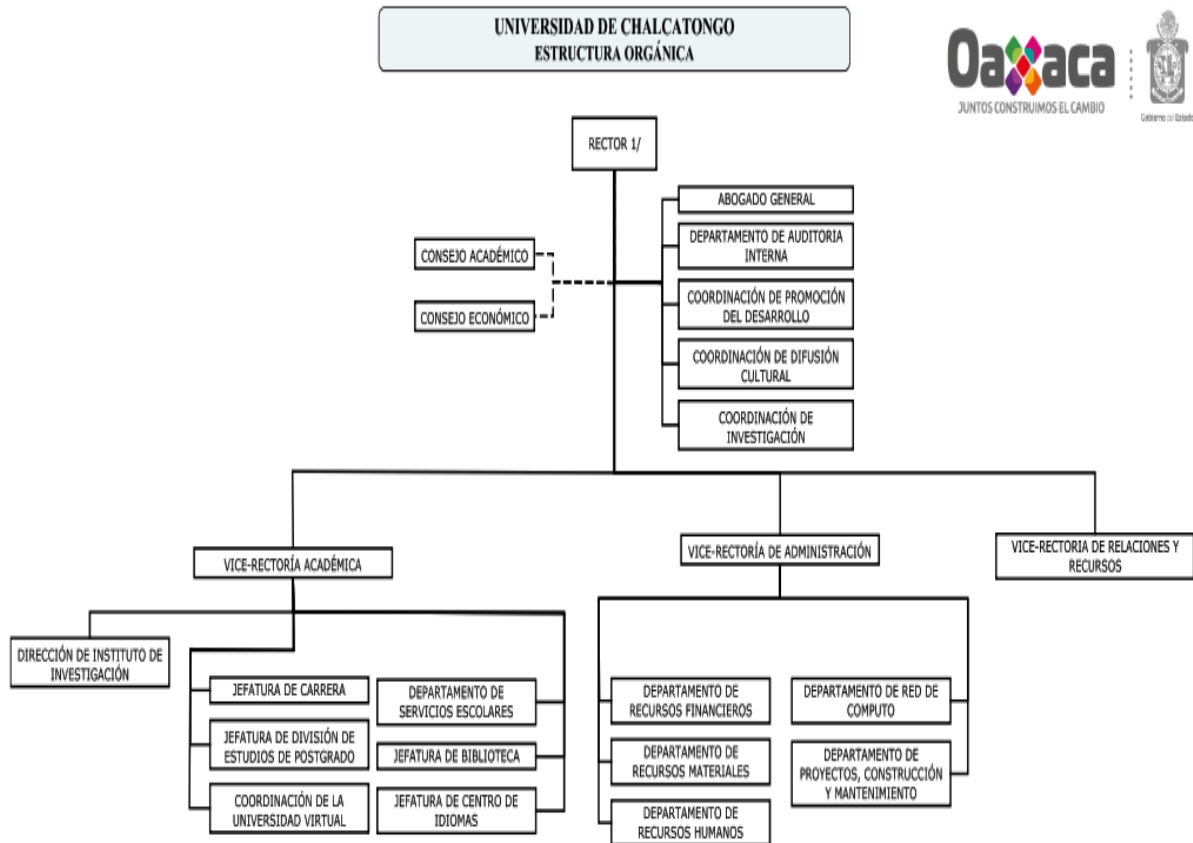 UNIVERSIDAD DE CHALCATONGO
ESTRUCTURA ORGÁNICA
Oaxaca
JUNTOS CONSTRUIMOS EL CAMBIO
Gobierno del Estado
RECTOR 1/
ABOGADO GENERAL
DEPARTAMENTO DE AUDITORIA
INTERNA
CONSEJO ACADÉMICO
COORDINACIÓN DE PROMOCIÓN
DEL DESARROLLO
CONSEJO ECONÓMICO
COORDINACIÓN DE DIFUSIÓN
CULTURAL
COORDINACIÓN DE
INVESTIGACIÓN
VICE-RECTORÍA ACADÉMICA
VICE-RECTORÍA DE ADMINISTRACIÓN
VICE-RECTORIA DE RELACIONES Y
RECURSOS
DIRECCIÓN DE INSTITUTO DE
INVESTIGACIÓN
JEFATURA DE CARRERA
JEFATURA DE DIVISIÓN DE
ESTUDIOS DE POSTGRADO
COORDINACIÓN DE LA
UNIVERSIDAD VIRTUAL
DEPARTAMENTO DE
SERVICIOS ESCOLARES
JEFATURA DE BIBLIOTECA
JEFATURA DE CENTRO DE
IDIOMAS
DEPARTAMENTO DE
RECURSOS FINANCIEROS
DEPARTAMENTO DE
RECURSOS MATERIALES
DEPARTAMENTO DE
RECURSOS HUMANOS
DEPARTAMENTO DE RED DE
COMPUTO
DEPARTAMENTO DE
PROYECTOS, CONSTRUCCIÓN
Y MANTENIMIENTO